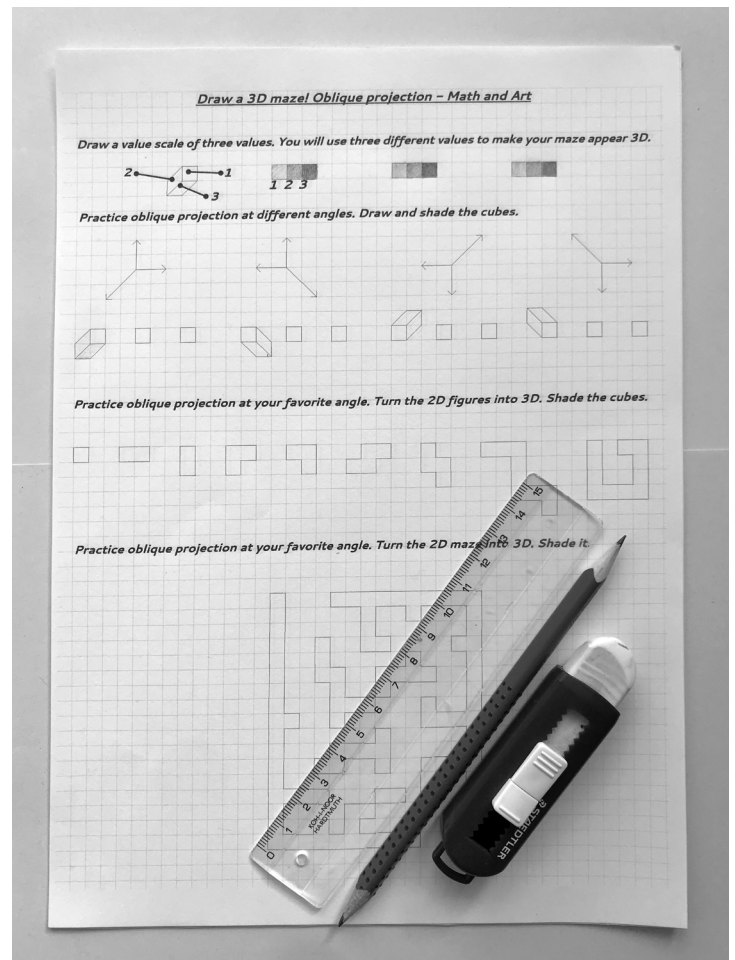 Draw a 3D maze! Oblique projection – Math and Art
Draw a value scale of three values. You will use three different values to make your maze appear 3D.
2 1
1 2 3
3
Practice oblique projection at different angles. Draw and shade the cubes.
Practice oblique projection at your favorite angle. Turn the 2D figures into 3D. Shade the cubes.
Practice oblique projection at your favorite angle. Turn the 2D maze into 3D. Shade it.
0 1 2 3 4 5 6 7 8 9 10 11 12 13 14 15
KOH-I-NOOR
HARDTMUTH
STAEDTLER